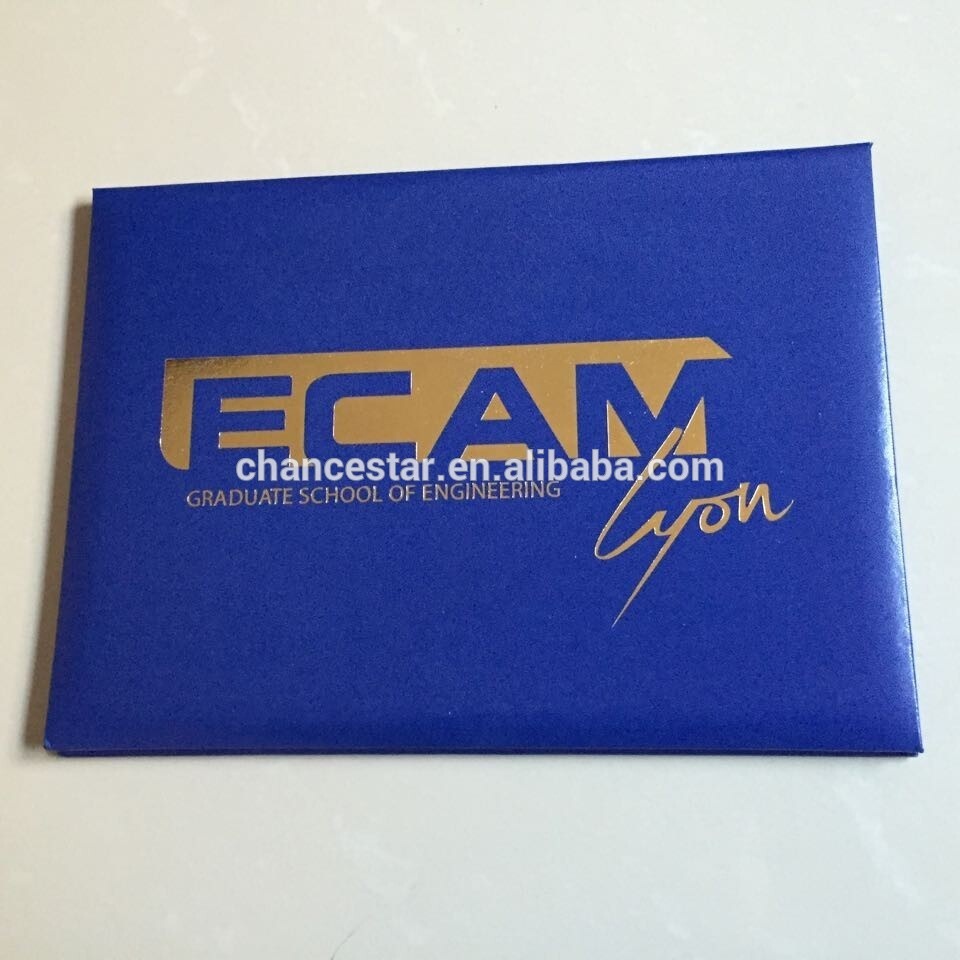 ECAM
chancestar.en.alibaba.com
GRADUATE SCHOOL OF ENGINEERING
Lyon